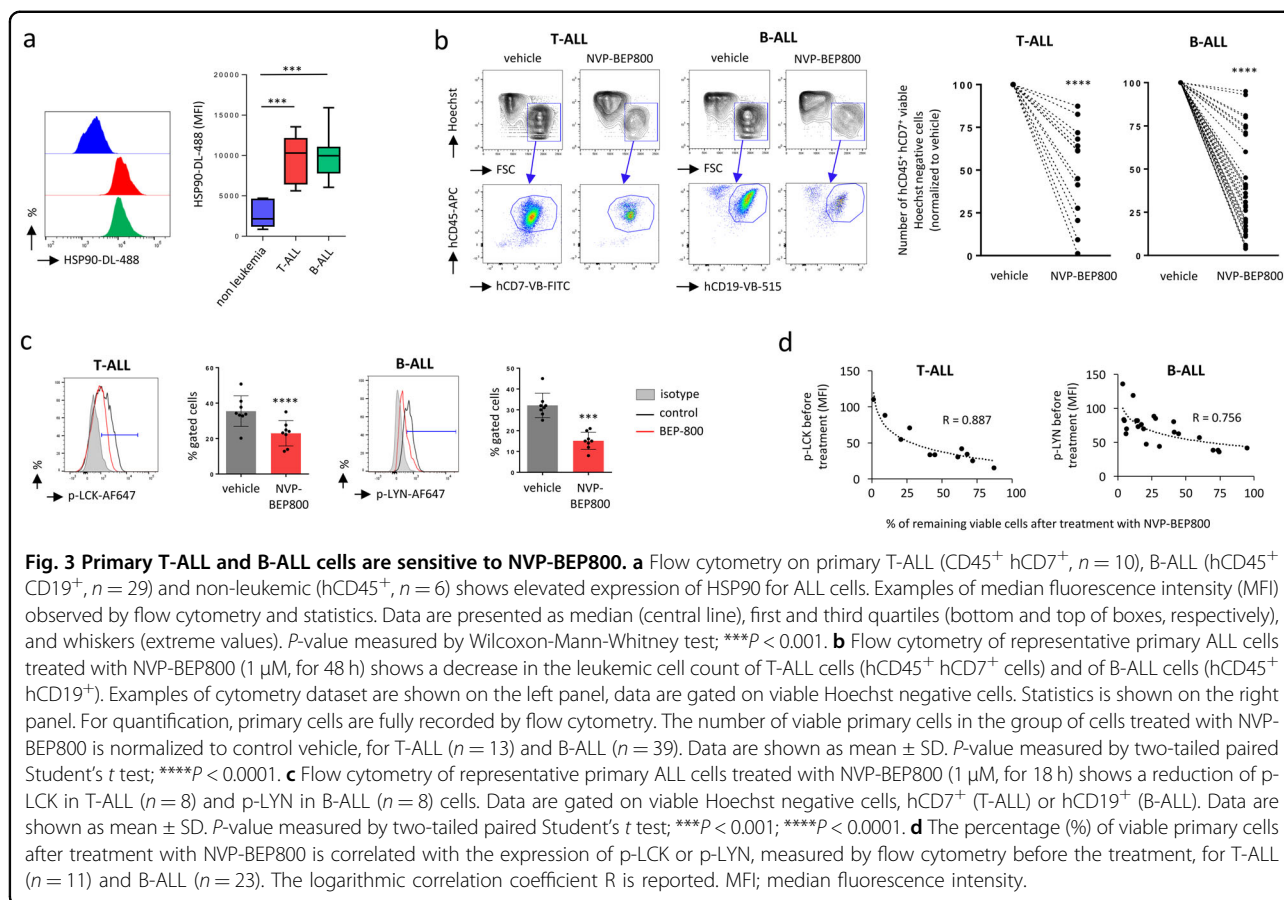 a
HSP90-DL-488
%
HSP90-DL-488 (MFI)
20000
15000
10000
5000
0
***
***
non leukemia
T-ALL
B-ALL
b
T-ALL
B-ALL
vehicle
NVP-BEP800
vehicle
NVP-BEP800
Hoechst
FSC
FSC
hCD45-APC
hCD7-VB-FITC
hCD19-VB-515
T-ALL
B-ALL
Number of hCD45+ hCD7+ viable
Hoechst negative cells
(normalized to vehicle)
100
75
50
25
0
****
vehicle
NVP-BEP800
100
75
50
25
0
****
vehicle
NVP-BEP800
c
T-ALL
%
p-LCK-AF647
% gated cells
60
40
20
0
****
vehicle
NVP-
BEP800
B-ALL
%
p-LYN-AF647
% gated cells
50
40
30
20
10
0
***
vehicle
NVP-
BEP800
isotype
control
BEP-800
d
T-ALL
p-LCK before
treatment (MFI)
150
100
50
0
R = 0.887
0 25 50 75 100
B-ALL
p-LYN before
treatment (MFI)
150
100
50
0
R = 0.756
0 25 50 75 100
% of remaining viable cells after treatment with NVP-BEP800
Fig. 3 Primary T-ALL and B-ALL cells are sensitive to NVP-BEP800. a Flow cytometry on primary T-ALL (CD45+ hCD7+, n = 10), B-ALL (hCD45+
CD19+, n = 29) and non-leukemic (hCD45+, n = 6) shows elevated expression of HSP90 for ALL cells. Examples of median fluorescence intensity (MFI)
observed by flow cytometry and statistics. Data are presented as median (central line), first and third quartiles (bottom and top of boxes, respectively),
and whiskers (extreme values). P-value measured by Wilcoxon-Mann-Whitney test; ***P < 0.001. b Flow cytometry of representative primary ALL cells
treated with NVP-BEP800 (1 µM, for 48 h) shows a decrease in the leukemic cell count of T-ALL cells (hCD45+ hCD7+ cells) and of B-ALL cells (hCD45+
hCD19+). Examples of cytometry dataset are shown on the left panel, data are gated on viable Hoechst negative cells. Statistics is shown on the right
panel. For quantification, primary cells are fully recorded by flow cytometry. The number of viable primary cells in the group of cells treated with NVP-
BEP800 is normalized to control vehicle, for T-ALL (n = 13) and B-ALL (n = 39). Data are shown as mean ± SD. P-value measured by two-tailed paired
Student's t test; ****P < 0.0001. c Flow cytometry of representative primary ALL cells treated with NVP-BEP800 (1 µM, for 18 h) shows a reduction of p-
LCK in T-ALL (n = 8) and p-LYN in B-ALL (n = 8) cells. Data are gated on viable Hoechst negative cells, hCD7+ (T-ALL) or hCD19+ (B-ALL). Data are
shown as mean ± SD. P-value measured by two-tailed paired Student's t test; ***P < 0.001; ****P < 0.0001. d The percentage (%) of viable primary cells
after treatment with NVP-BEP800 is correlated with the expression of p-LCK or p-LYN, measured by flow cytometry before the treatment, for T-ALL
(n = 11) and B-ALL (n = 23). The logarithmic correlation coefficient R is reported. MFI; median fluorescence intensity.